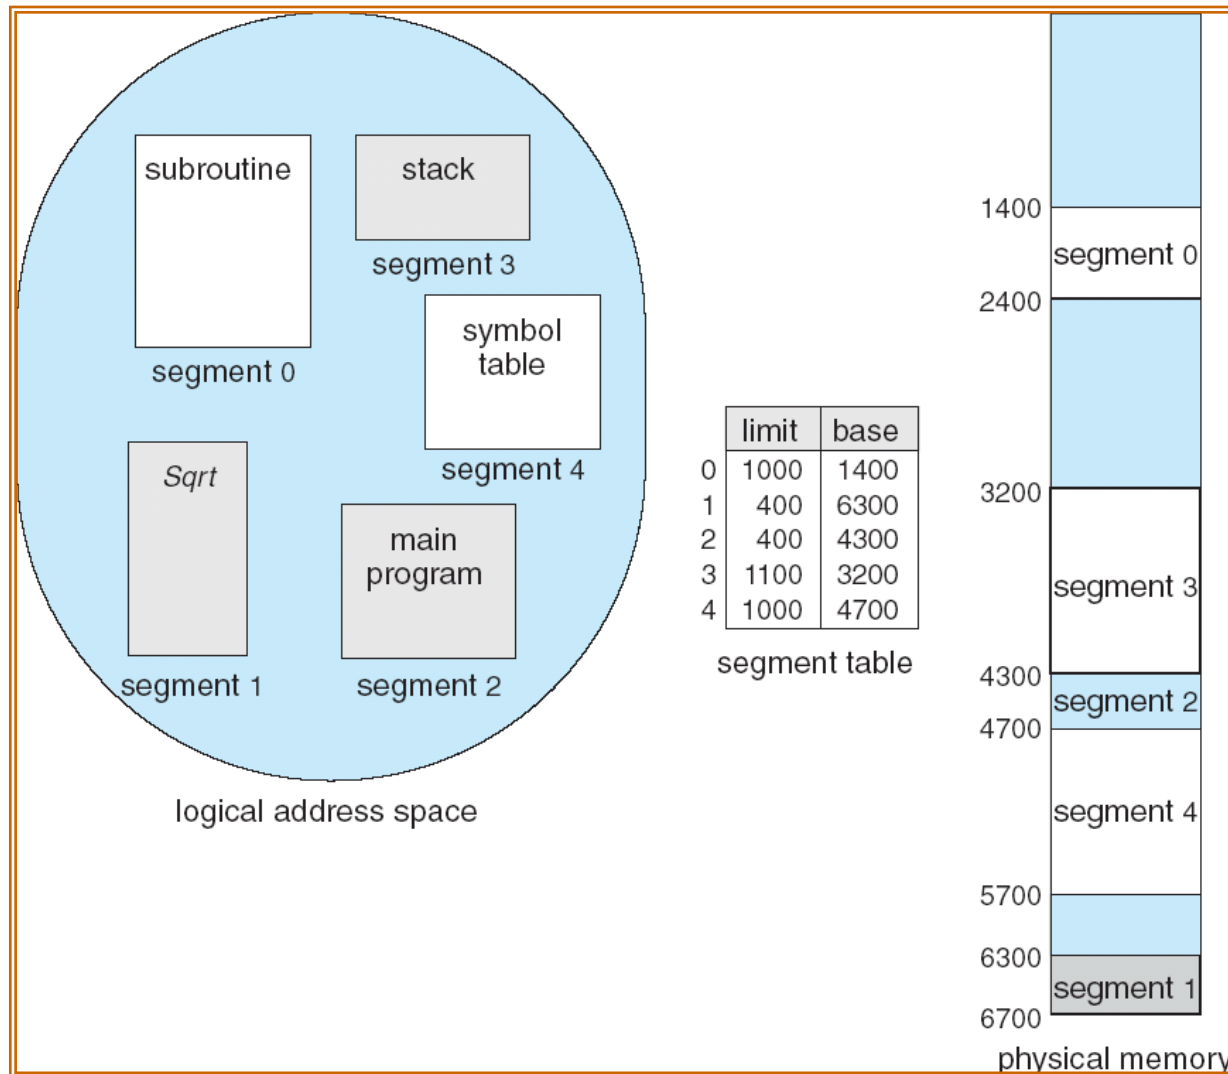 subroutine
segment 0
stack
segment 3
symbol
table
segment 4
Sqrt
segment 1
main
program
segment 2
logical address space
limit base
0 1000 1400
1 400 6300
2 400 4300
3 1100 3200
4 1000 4700
segment table
1400
segment 0
2400
3200
segment 3
4300
segment 2
4700
segment 4
5700
6300
segment 1
6700
physical memory